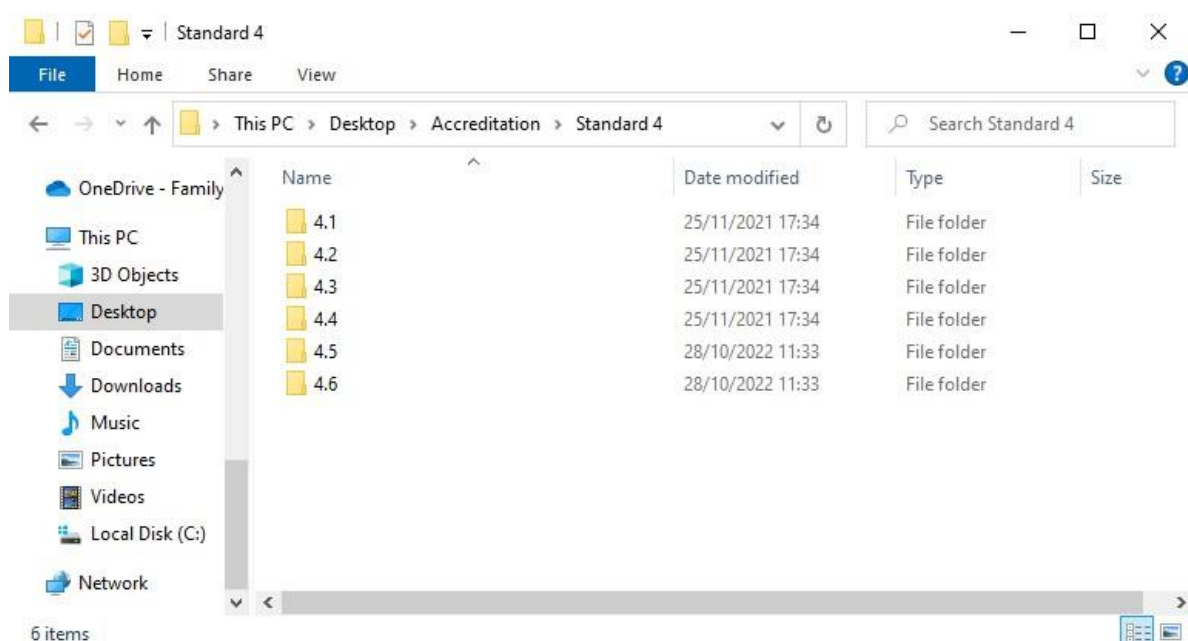 Standard 4
File Home Share View
This PC > Desktop > Accreditation > Standard 4
Search Standard 4
OneDrive - Family
This PC
3D Objects
Desktop
Documents
Downloads
Music
Pictures
Videos
Local Disk (C:)
Network
Name Date modified Type Size
4.1 25/11/2021 17:34 File folder
4.2 25/11/2021 17:34 File folder
4.3 25/11/2021 17:34 File folder
4.4 25/11/2021 17:34 File folder
4.5 28/10/2022 11:33 File folder
4.6 28/10/2022 11:33 File folder
6 items